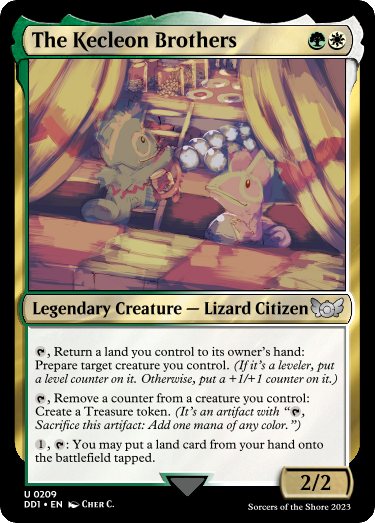 The Kecleon Brothers
Legendary Creature — Lizard Citizen
, Return a land you control to its owner's hand:
Prepare target creature you control. (If it's a leveler, put
a level counter on it. Otherwise, put a +1/+1 counter on it.)
, Remove a counter from a creature you control:
Create a Treasure token. (It's an artifact with “,
Sacrifice this artifact: Add one mana of any color.”)
1, : You may put a land card from your hand onto
the battlefield tapped.
2/2
U 0209
DD1 • EN Cher C.
Sorcers of the Shore 2023